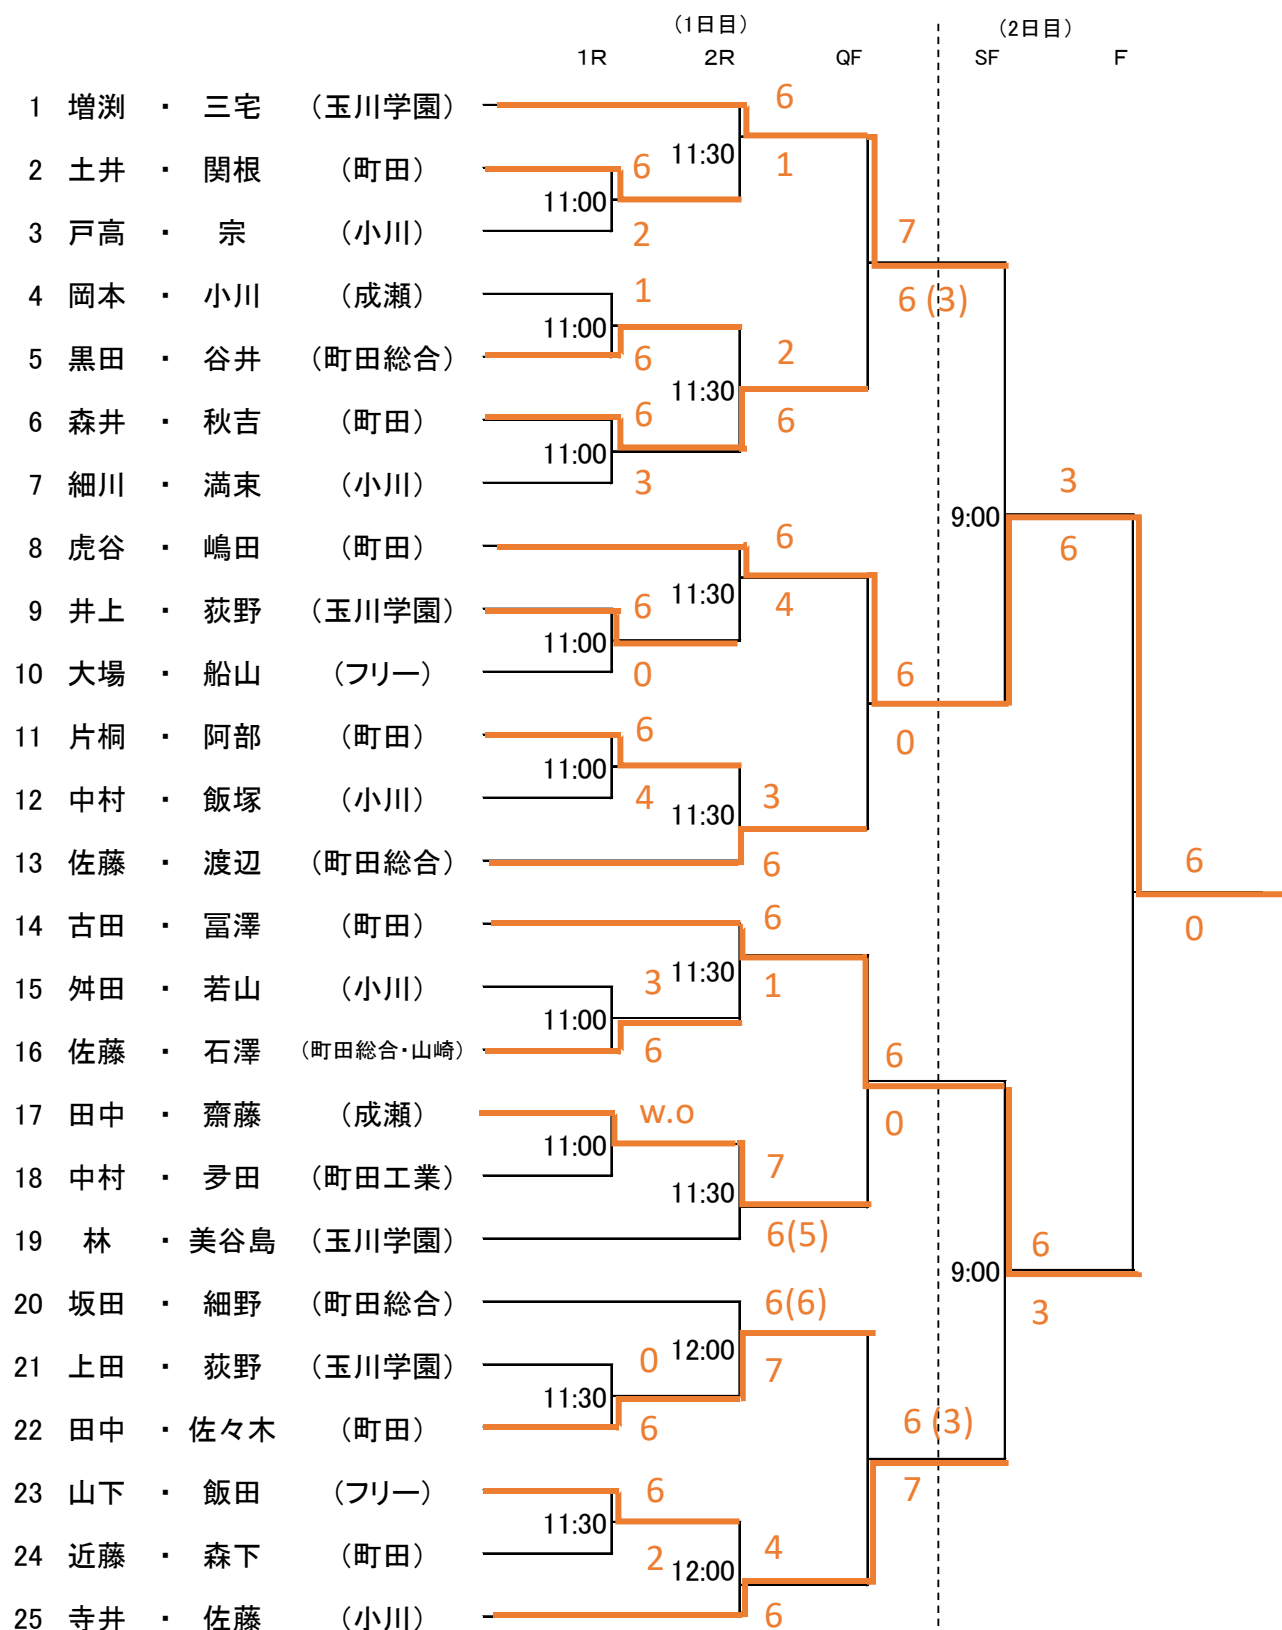 （1日目） （2日目）
1R 2R QF SF F
1 増渕 ・ 三宅 （玉川学園） 6
11:30
2 土井 ・ 関根 （町田） 6 1
11:00
3 戸高 ・ 宗 （小川） 2 7
4 岡本 ・ 小川 （成瀬） 1 6 (3)
11:00
5 黒田 ・ 谷井 （町田総合） 6 2
11:30
6 森井 ・ 秋吉 （町田） 6 6
11:00
7 細川 ・ 満束 （小川） 3 3
9:00
8 虎谷 ・ 嶋田 （町田） 6 6
11:30
9 井上 ・ 荻野 （玉川学園） 6 4
11:00
10 大場 ・ 船山 （フリー） 0 6
11 片桐 ・ 阿部 （町田） 6 0
11:00
12 中村 ・ 飯塚 （小川） 4 3
11:30
13 佐藤 ・ 渡辺 （町田総合） 6 6
14 古田 ・ 冨澤 （町田） 6 0
11:30
15 舛田 ・ 若山 （小川） 3 1
11:00
16 佐藤 ・ 石澤 （町田総合・山崎） 6 6
17 田中 ・ 齋藤 （成瀬） w.o 0
11:00
18 中村 ・ 夛田 （町田工業） 7
11:30
19 林 ・ 美谷島 （玉川学園） 6(5) 6
9:00
20 坂田 ・ 細野 （町田総合） 6(6) 3
12:00
21 上田 ・ 荻野 （玉川学園） 0 7
11:30
22 田中 ・ 佐々木 （町田） 6 6 (3)
23 山下 ・ 飯田 （フリー） 6 7
11:30
24 近藤 ・ 森下 （町田） 2 4
12:00
25 寺井 ・ 佐藤 （小川） 6